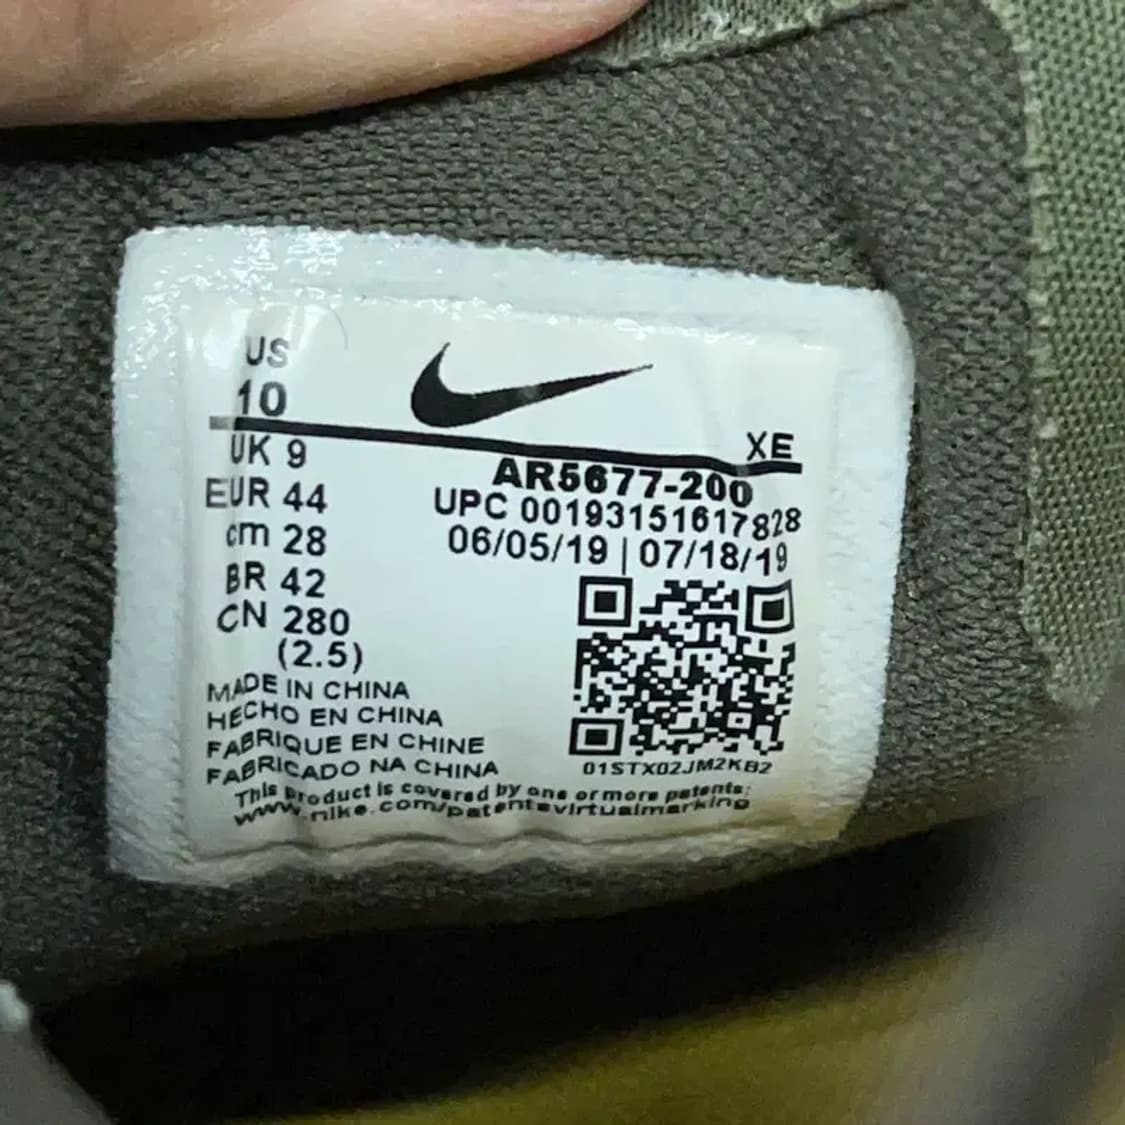 US
10
UK 9
EUR 44
cm 28
BR 42
CN 280
(2.5)
XE
AR5677-200
UPC 00193151617828
06/05/19 | 07/18/19
01STX02JM2KB2
MADE IN CHINA
HECHO EN CHINA
FABRIQUE EN CHINE
FABRICADO NA CHINA
This product is covered by one or more patents:
www.nike.com/patentsvirtualmarking